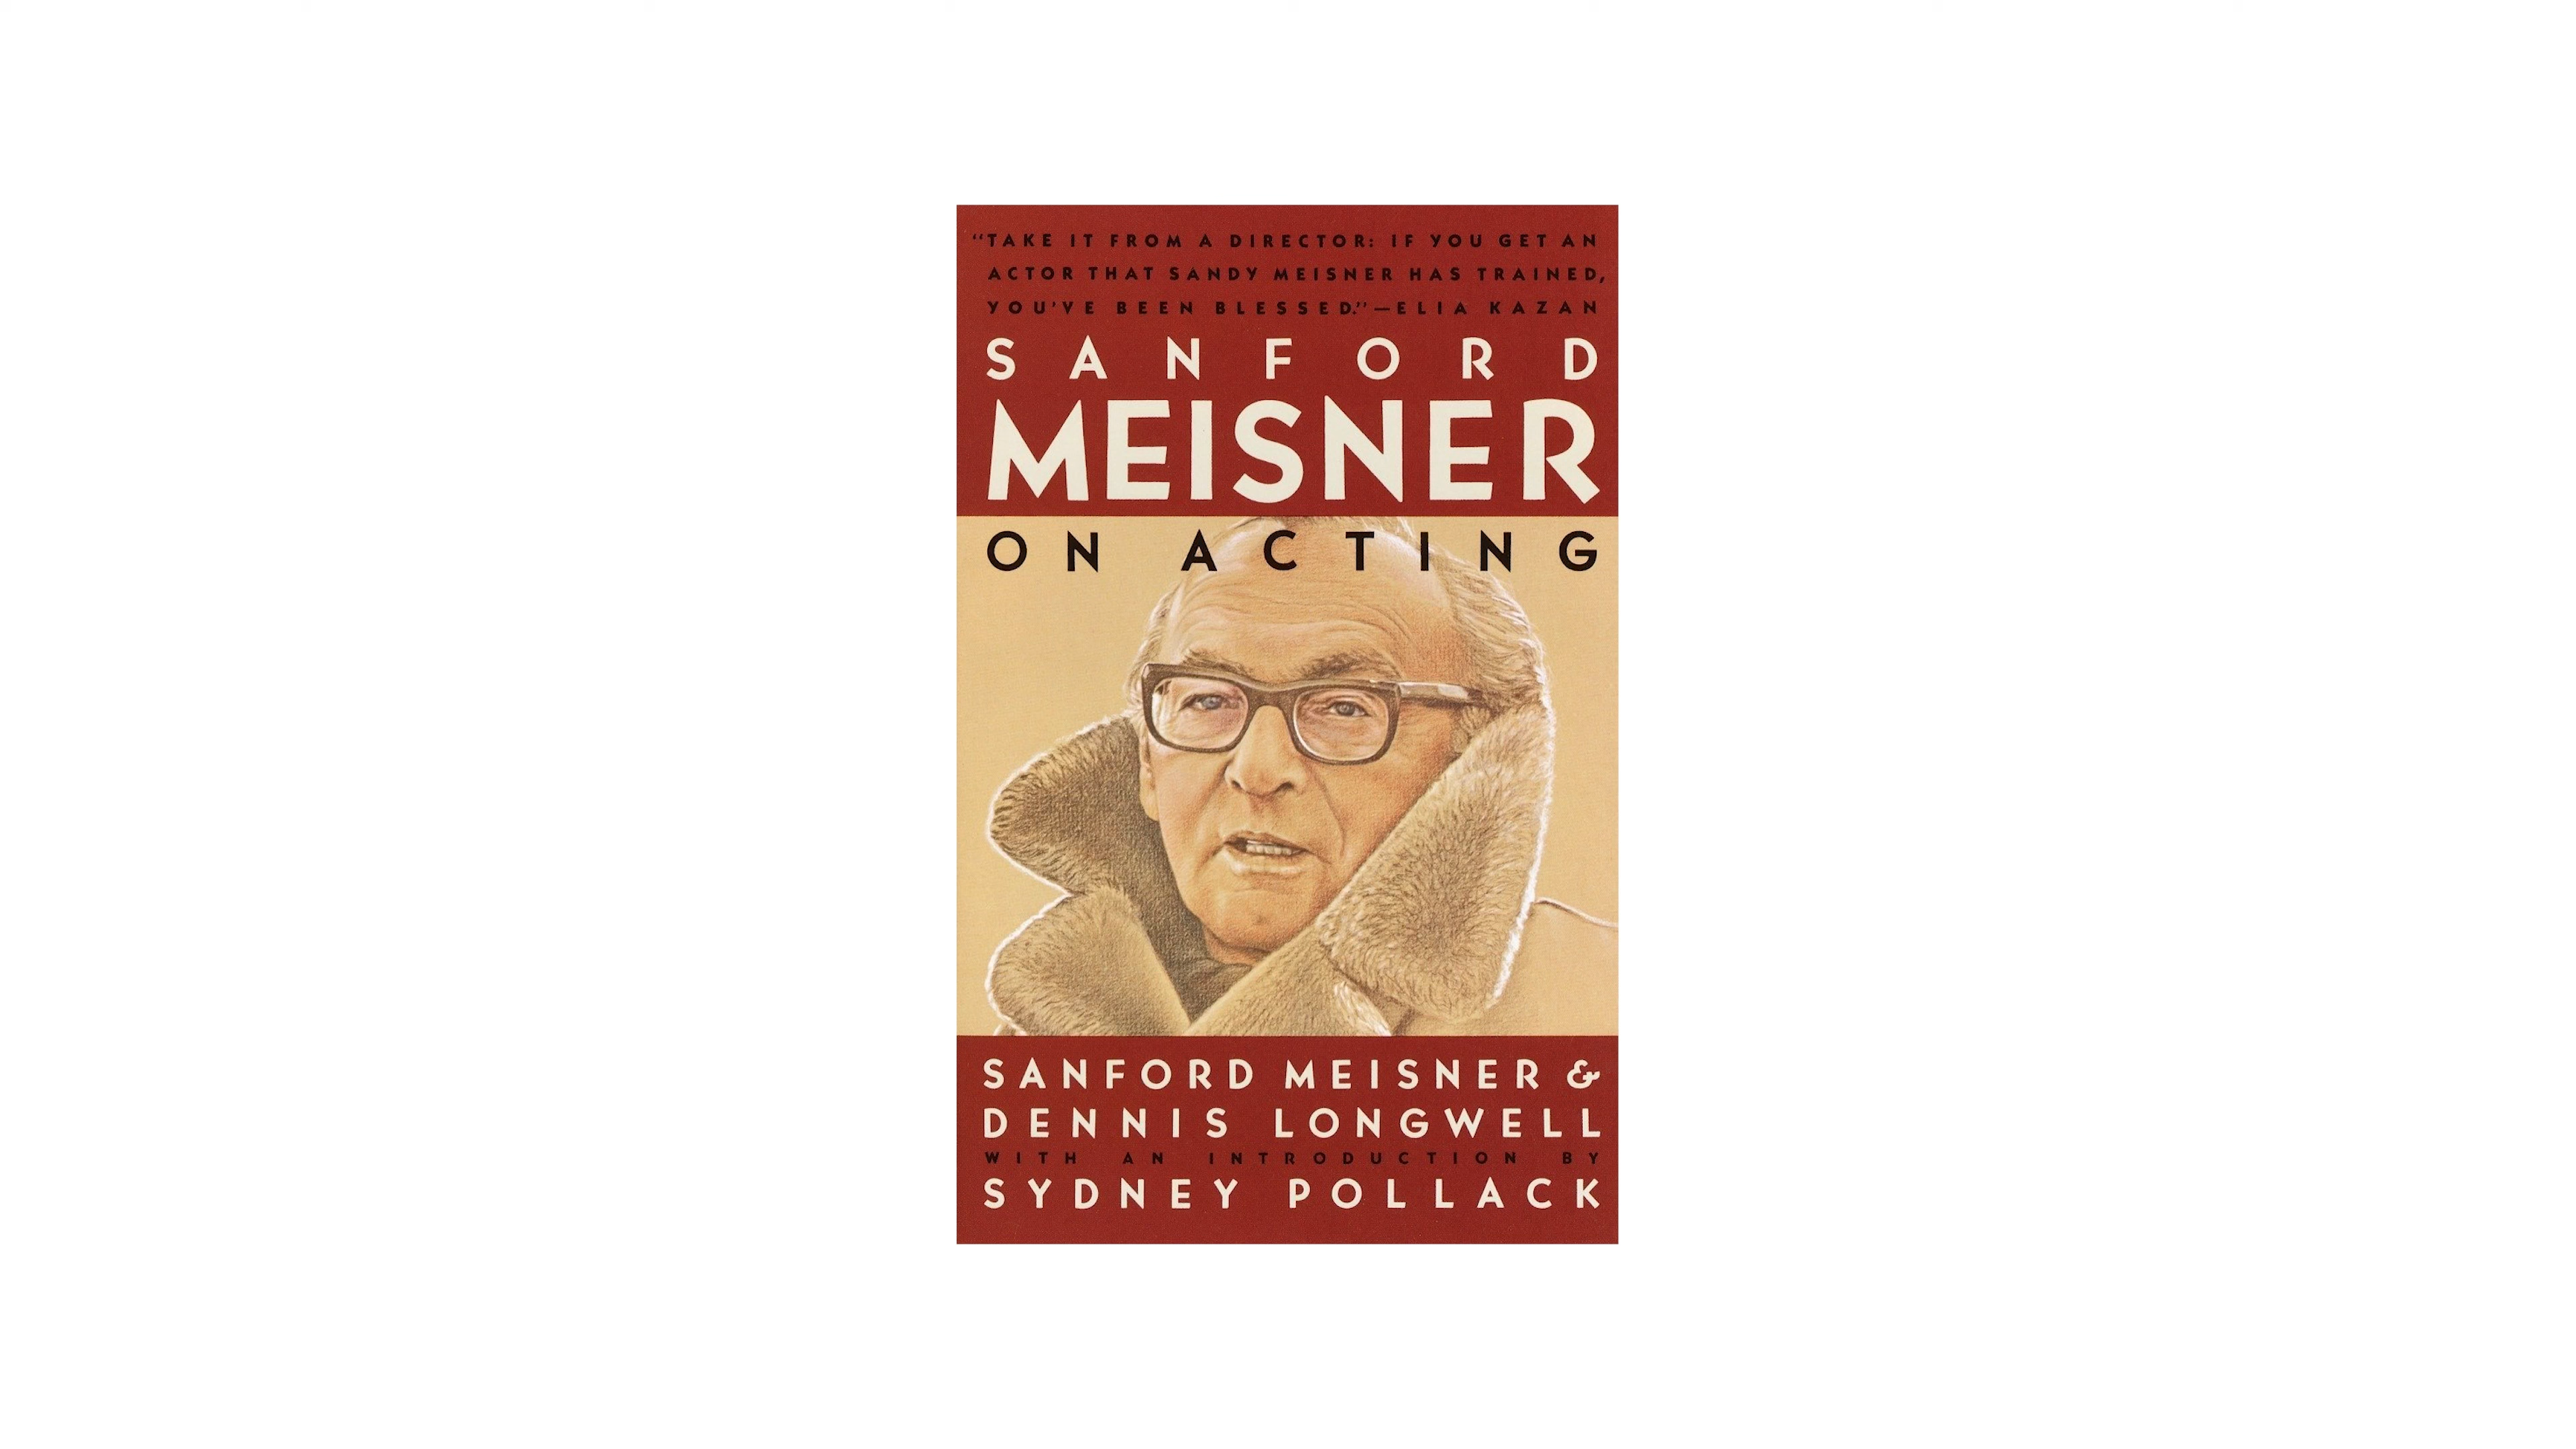 “TAKE IT FROM A DIRECTOR: IF YOU GET AN
ACTOR THAT SANDY MEISNER HAS TRAINED,
YOU'VE BEEN BLESSED.”—ELIA KAZAN
SANFORD
MEISNER
ON ACTING
SANFORD MEISNER &
DENNIS LONGWELL
WITH AN INTRODUCTION BY
SYDNEY POLLACK